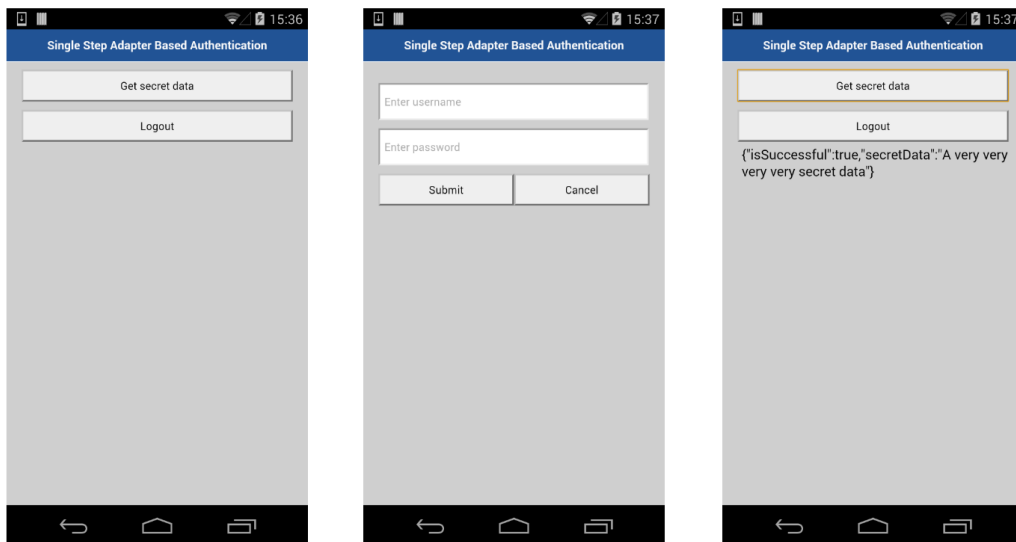 15:36
Single Step Adapter Based Authentication
Get secret data
Logout
15:37
Single Step Adapter Based Authentication
Enter username
Enter password
Submit
Cancel
15:37
Single Step Adapter Based Authentication
Get secret data
Logout
{"isSuccessful":true,"secretData":"A very very
very very secret data"}